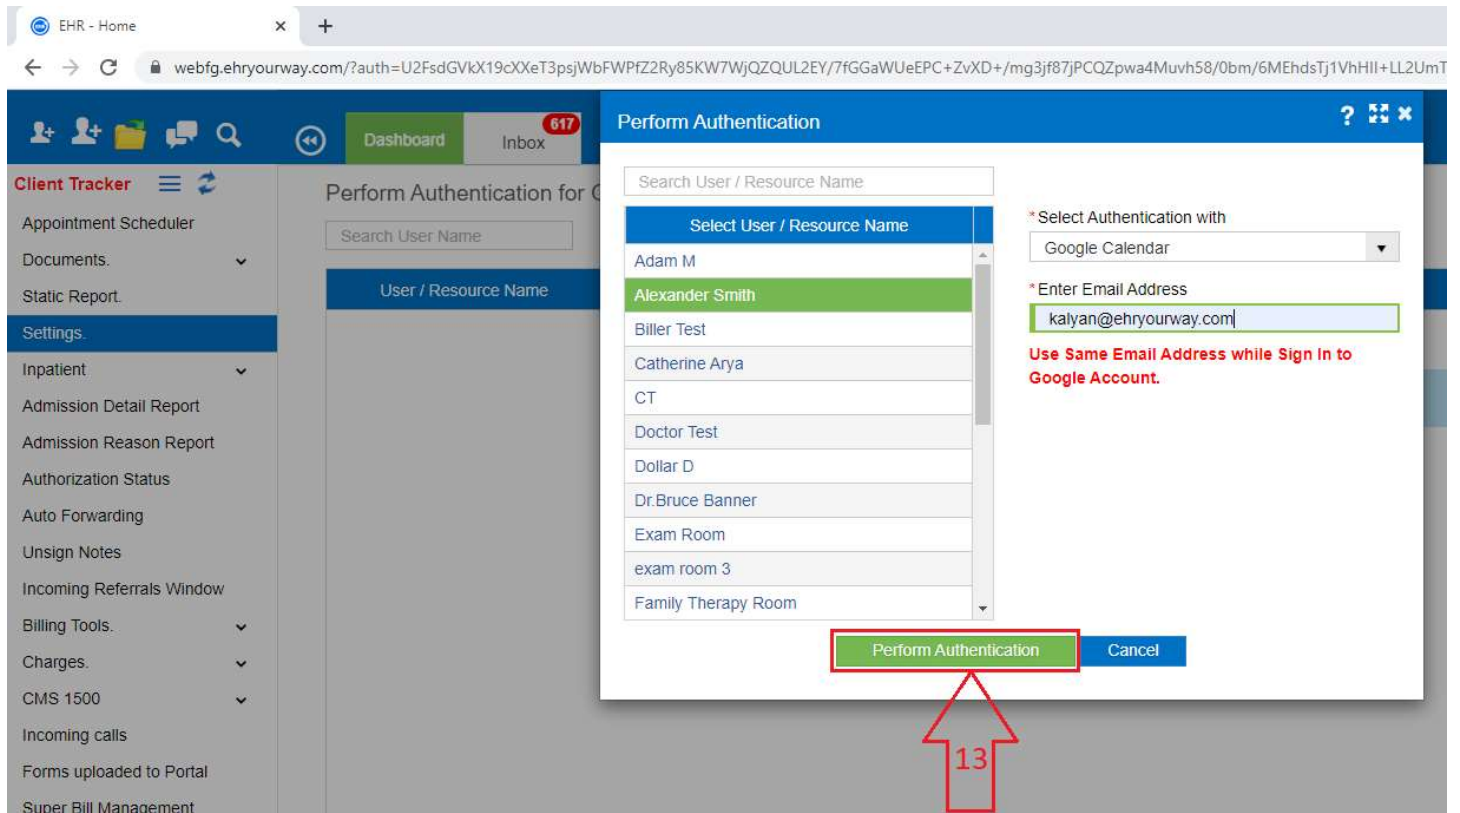 EHR - Home
webfg.ehryourway.com/?auth=U2FsdGVkX19cXXeT3psjWbFWPfZ2Ry85KW7WjQZQUL2EY/7fGGaWUeEPC+ZvXD+/mg3jf87jPCQZpwa4Muvh58/0bm/6MEhdsTj1VhHII+LL2UmT
Dashboard
Inbox
617
Client Tracker
Appointment Scheduler
Documents.
Static Report.
Settings.
Inpatient
Admission Detail Report
Admission Reason Report
Authorization Status
Auto Forwarding
Unsign Notes
Incoming Referrals Window
Billing Tools.
Charges.
CMS 1500
Incoming calls
Forms uploaded to Portal
Super Bill Management
Perform Authentication for
Search User Name
User / Resource Name
Perform Authentication
?
Search User / Resource Name
Select User / Resource Name
Adam M
Alexander Smith
Biller Test
Catherine Arya
CT
Doctor Test
Dollar D
Dr.Bruce Banner
Exam Room
exam room 3
Family Therapy Room
*Select Authentication with
Google Calendar
*Enter Email Address
kalyan@ehryourway.com
Use Same Email Address while Sign In to
Google Account.
Perform Authentication
Cancel
13